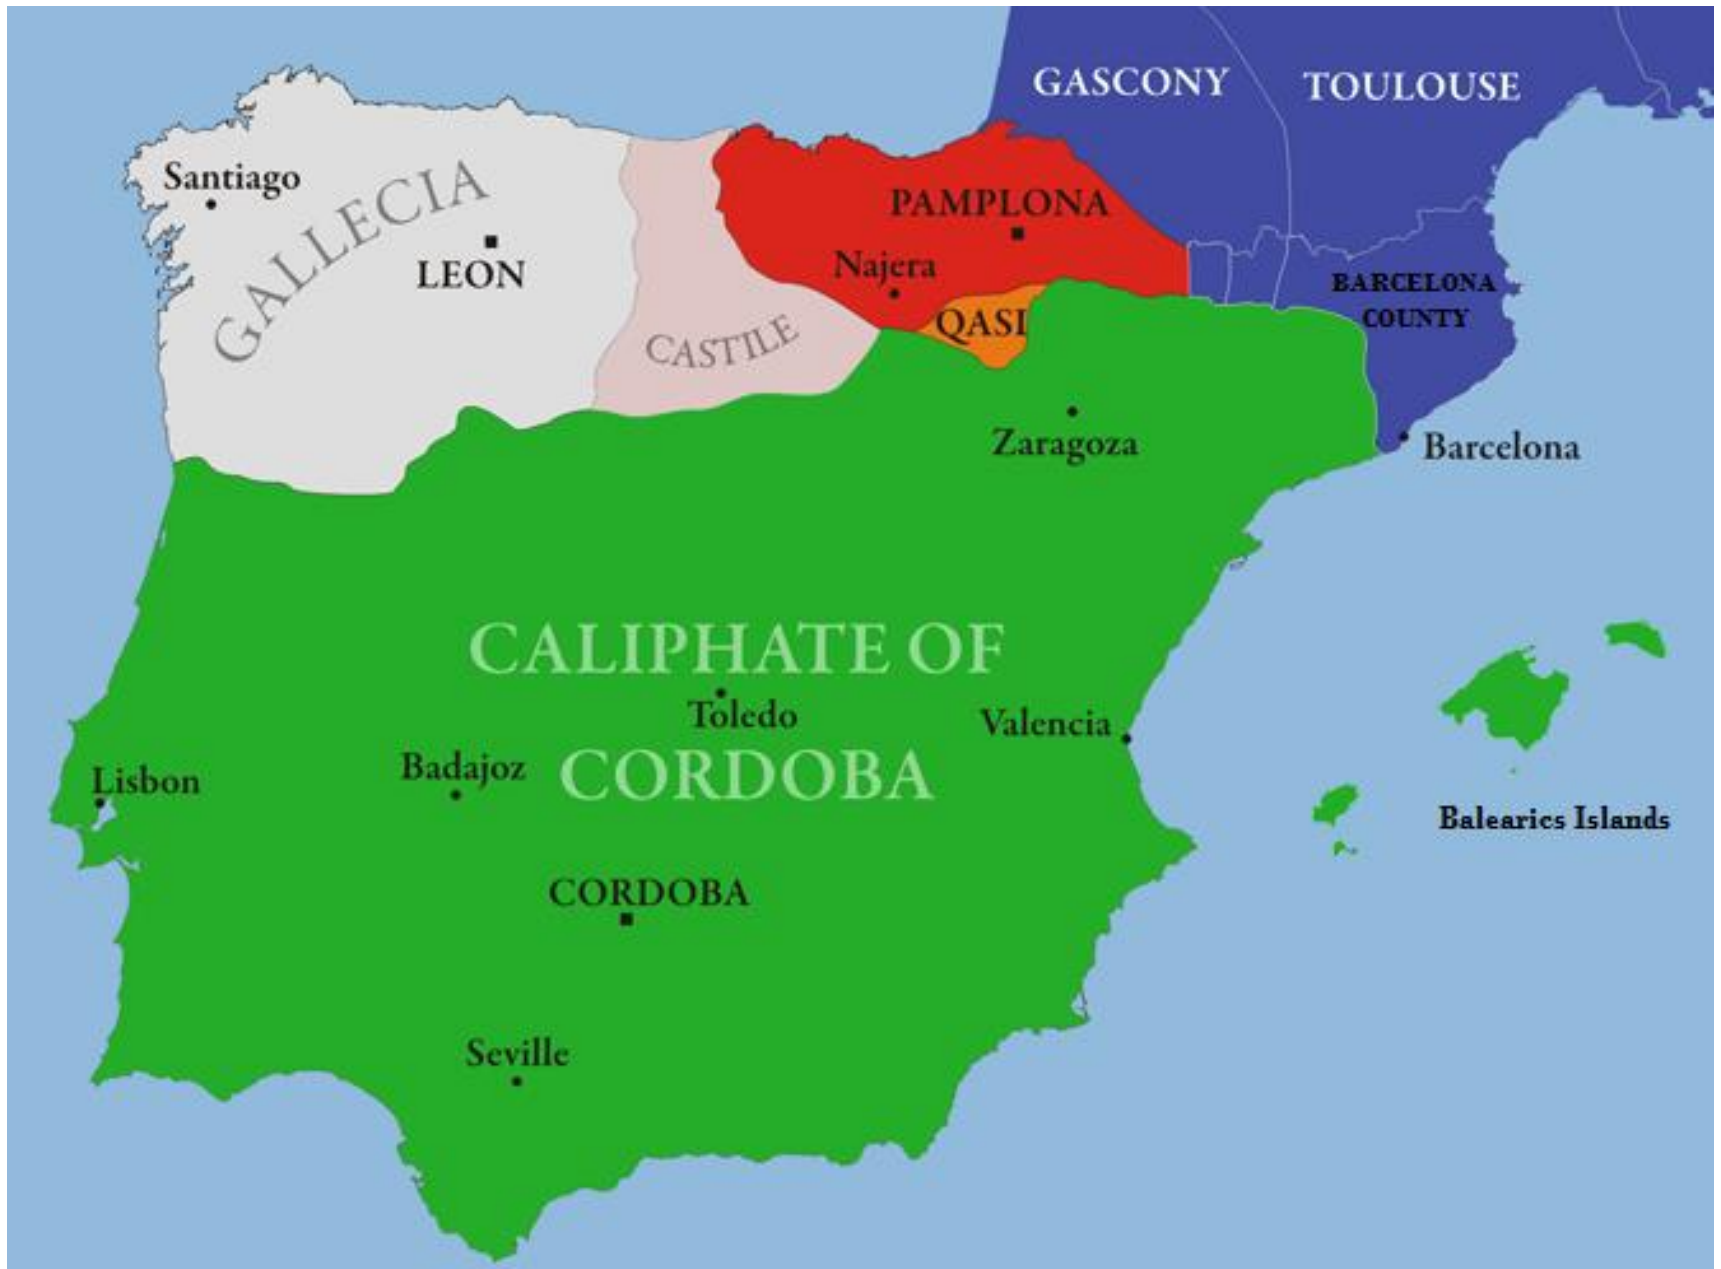 GASCONY
TOULOUSE
Santiago
GALLECIA
LEON
PAMPLONA
Najera
BARCELONA
COUNTY
QASI
CASTILE
Zaragoza
Barcelona
CALIPHATE OF
Toledo
Valencia
CORDOBA
Badajoz
Lisbon
Balearics Islands
CORDOBA
Seville